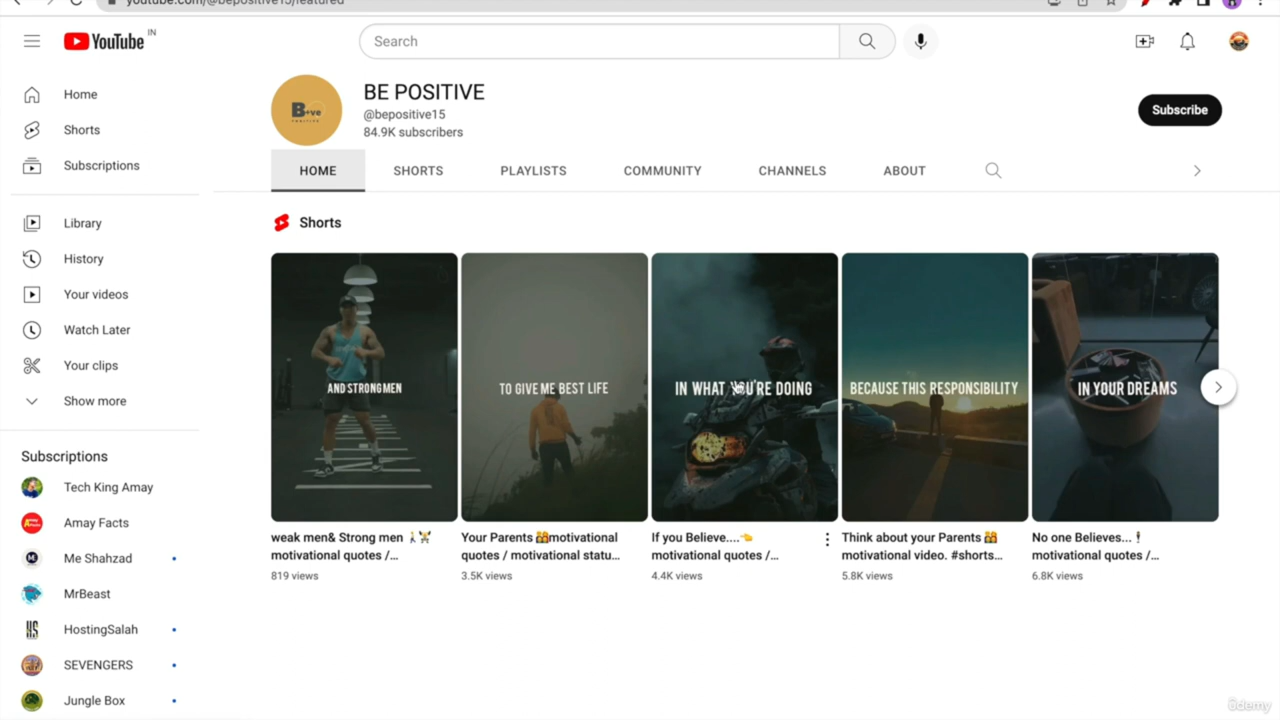 youtube.com/@bepositive15/featured
YouTube IN
Search
Home
Shorts
Subscriptions
Library
History
Your videos
Watch Later
Your clips
Show more
Subscriptions
Tech King Amay
Amay Facts
Me Shahzad
MrBeast
HostingSalah
SEVENGERS
Jungle Box
B+ve
POSITIVE
BE POSITIVE
@bepositive15
84.9K subscribers
Subscribe
HOME
SHORTS
PLAYLISTS
COMMUNITY
CHANNELS
ABOUT
Shorts
AND STRONG MEN
weak men& Strong men
motivational quotes /...
819 views
TO GIVE ME BEST LIFE
Your Parents 👨‍👩‍👧‍👦motivational
quotes / motivational statu...
3.5K views
IN WHAT YOU'RE DOING
If you Believe....👈
motivational quotes /...
4.4K views
BECAUSE THIS RESPONSIBILITY
Think about your Parents 👨‍👩‍👧‍👦
motivational video. #shorts...
5.8K views
IN YOUR DREAMS
No one Believes...🕴
motivational quotes /...
6.8K views
ûdemy